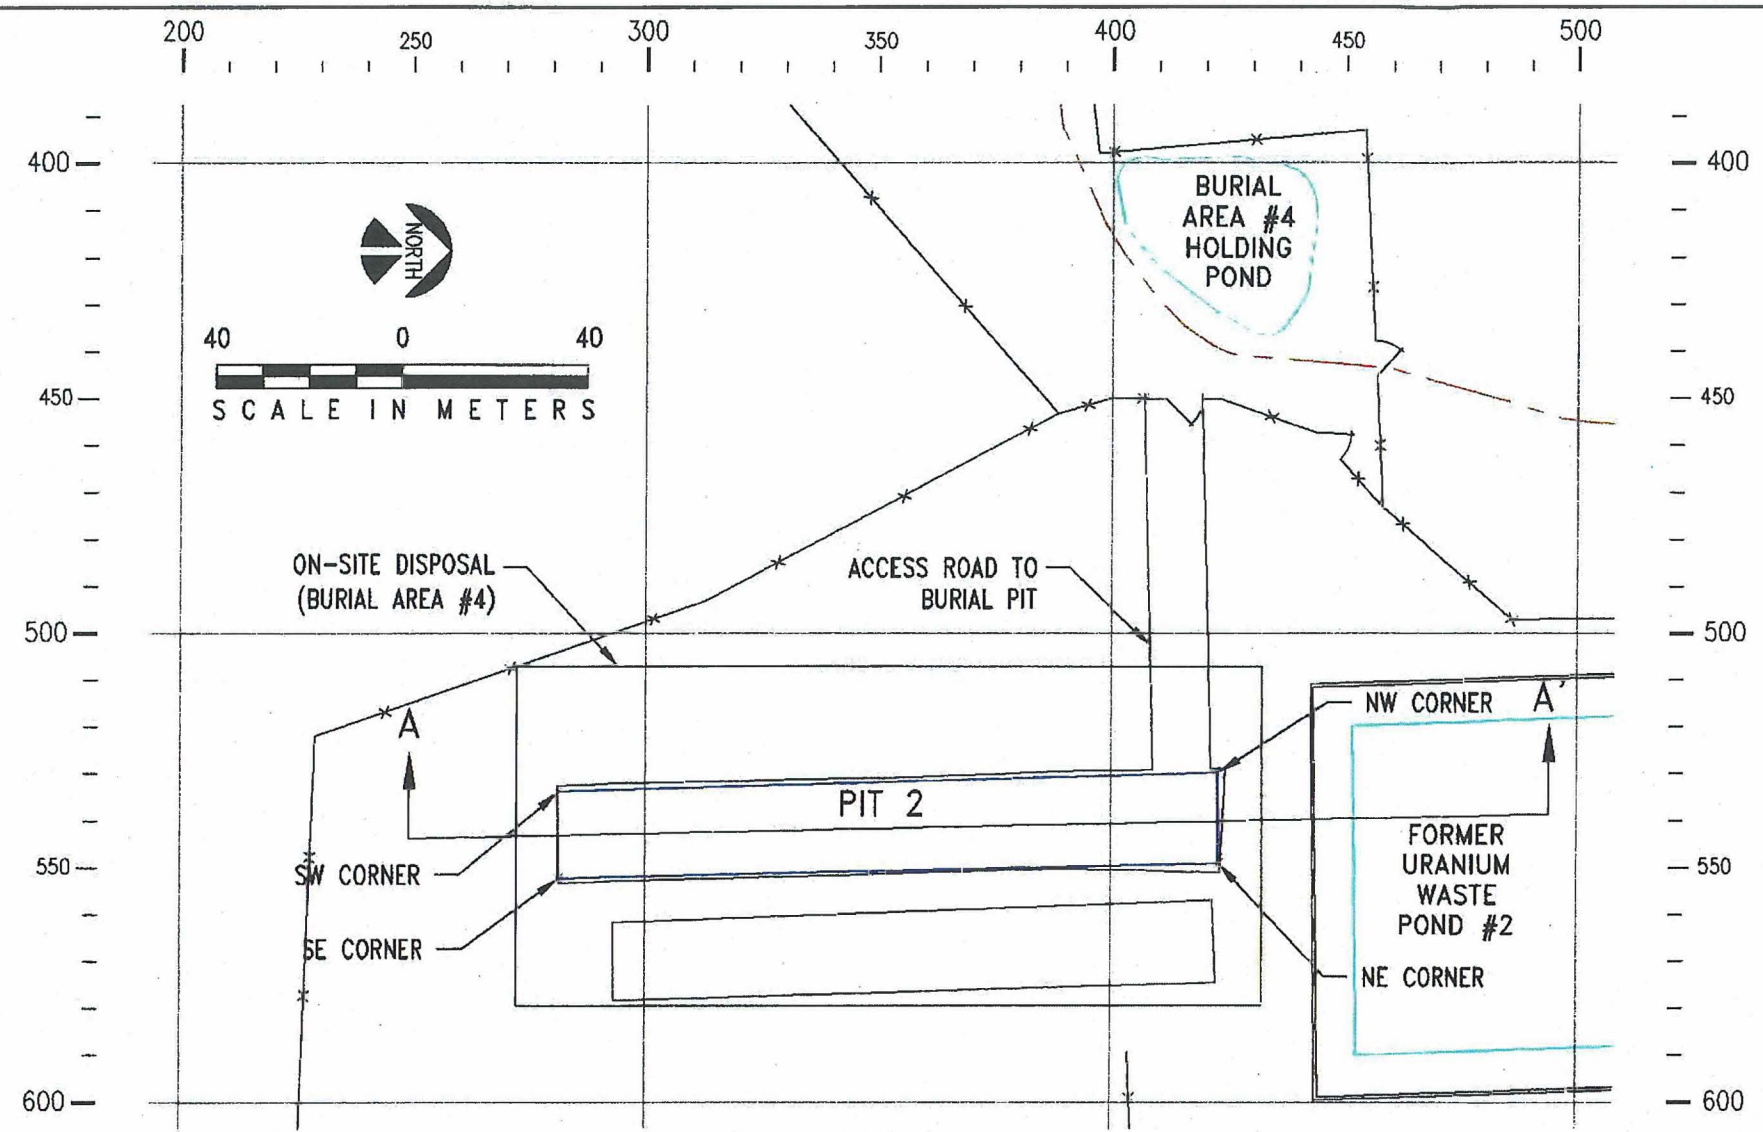 200 250 300 350 400 450 500
400 400
BURIAL
AREA #4
HOLDING
POND
NORTH
40 0 40
SCALE IN METERS
450 450
ON-SITE DISPOSAL
(BURIAL AREA #4)
ACCESS ROAD TO
BURIAL PIT
500 500
A
NW CORNER
A'
PIT 2
SW CORNER
550 550
FORMER
URANIUM
WASTE
POND #2
SE CORNER
NE CORNER
600 600